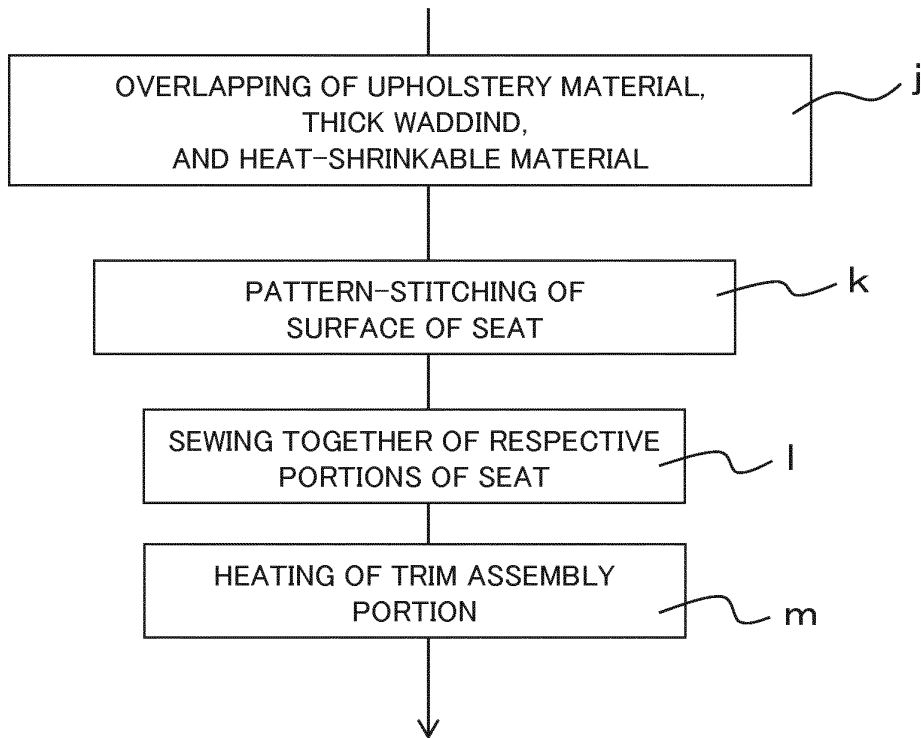 OVERLAPPING OF UPHOLSTERY MATERIAL,
THICK WADDIND,
AND HEAT-SHRINKABLE MATERIAL
j
PATTERN-STITCHING OF
SURFACE OF SEAT
k
SEWING TOGETHER OF RESPECTIVE
PORTIONS OF SEAT
l
HEATING OF TRIM ASSEMBLY
PORTION
m